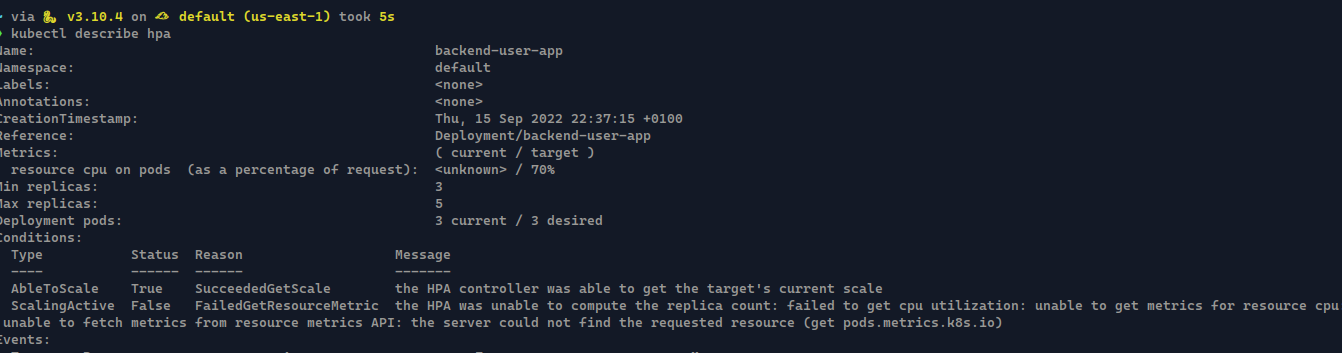 via 🐍 v3.10.4 on default (us-east-1) took 5s
kubectl describe hpa
Name: backend-user-app
Namespace: default
Labels: <none>
Annotations: <none>
CreationTimestamp: Thu, 15 Sep 2022 22:37:15 +0100
Reference: Deployment/backend-user-app
Metrics: ( current / target )
resource cpu on pods (as a percentage of request): <unknown> / 70%
Min replicas: 3
Max replicas: 5
Deployment pods: 3 current / 3 desired
Conditions:
Type Status Reason Message
---- ------ ------ -------
AbleToScale True SucceededGetScale the HPA controller was able to get the target's current scale
ScalingActive False FailedGetResourceMetric the HPA was unable to compute the replica count: failed to get cpu utilization: unable to get metrics for resource cpu
unable to fetch metrics from resource metrics API: the server could not find the requested resource (get pods.metrics.k8s.io)
Events: